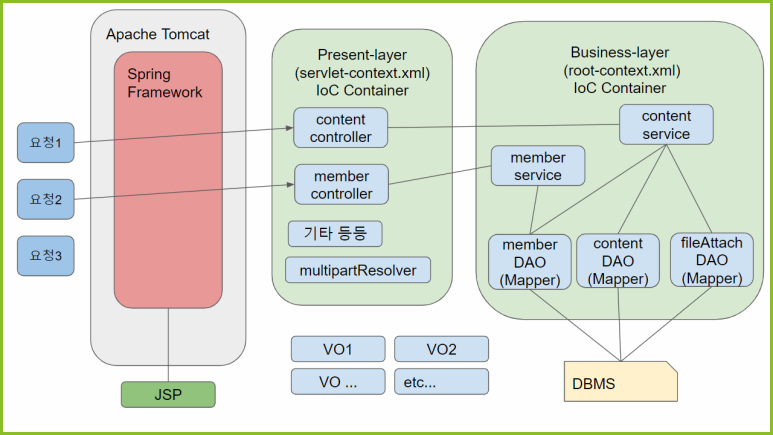 Apache Tomcat
Spring
Framework
요청1
요청2
요청3
JSP
Present-layer
(servlet-context.xml)
IoC Container
content
controller
member
controller
기타 등등
multipartResolver
Business-layer
(root-context.xml)
IoC Container
content
service
member
service
member
DAO
(Mapper)
content
DAO
(Mapper)
fileAttach
DAO
(Mapper)
VO1
VO2
VO ...
etc...
DBMS